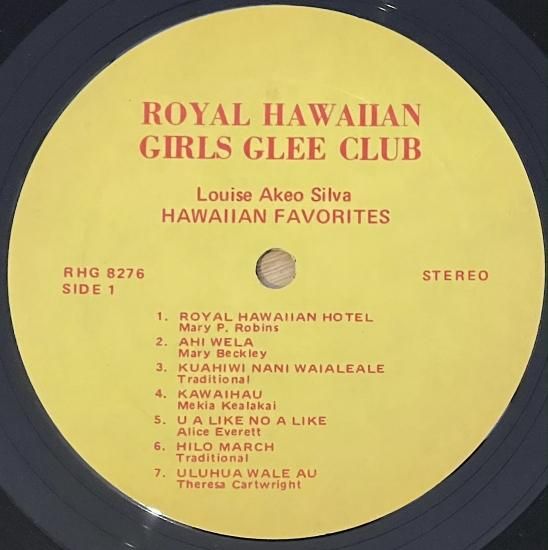 ROYAL HAWAIIAN
GIRLS GLEE CLUB
Louise Akeo Silva
HAWAIIAN FAVORITES
RHG 8276
SIDE 1
STEREO
1. ROYAL HAWAIIAN HOTEL
Mary P. Robins
2. AHI WELA
Mary Beckley
3. KUAHIWI NANI WAIALEALE
Traditional
4. KAWAIHAU
Mekia Kealakai
5. U A LIKE NO A LIKE
Alice Everett
6. HILO MARCH
Traditional
7. ULUHUA WALE AU
Theresa Cartwright